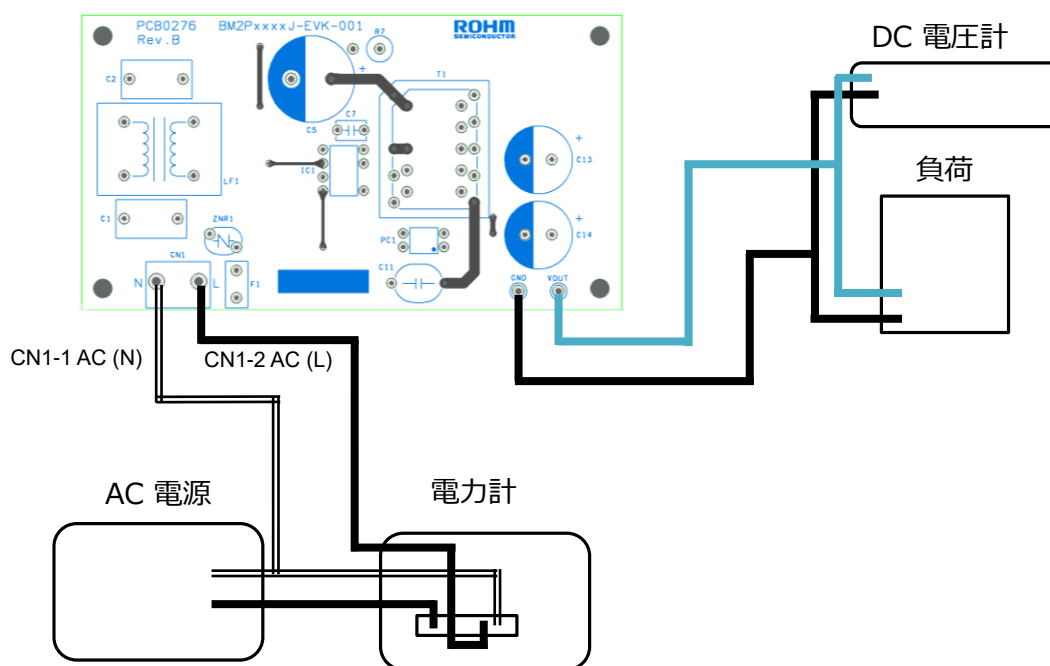 PCB0276 BM2PxxxxJ-EVK-001
Rev.B
ROHM
SEMICONDUCTOR
R7
C2
T1
C5
C7
IC1
LF1
C13
C1
ZNR1
PC1
C14
CN1
C11
N
L
F1
GND
VOUT
CN1-1 AC (N)
CN1-2 AC (L)
DC 電圧計
負荷
AC 電源
電力計